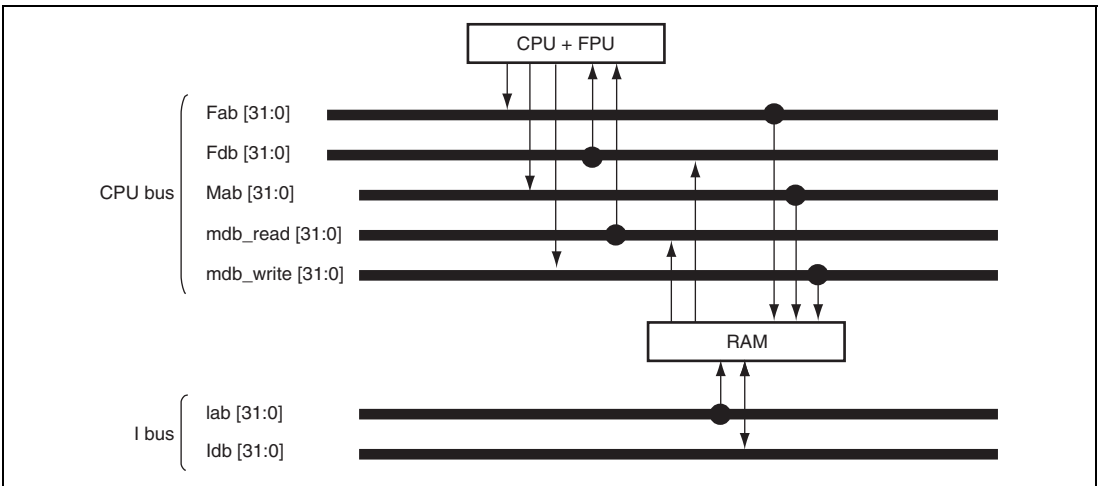 CPU + FPU
Fab [31:0]
Fdb [31:0]
Mab [31:0]
CPU bus
mdb_read [31:0]
mdb_write [31:0]
RAM
Iab [31:0]
I bus
Idb [31:0]